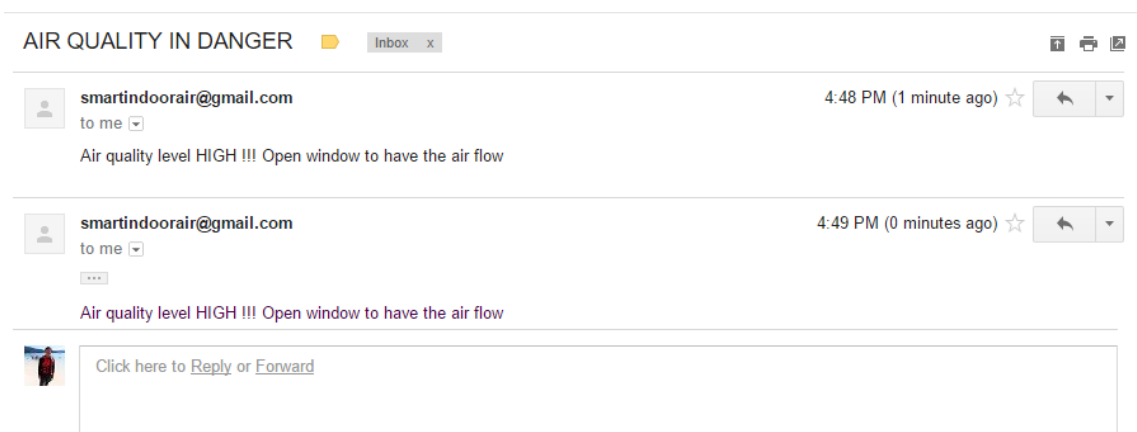 AIR QUALITY IN DANGER Inbox x
smartindoorair@gmail.com 4:48 PM (1 minute ago)
to me
Air quality level HIGH !!! Open window to have the air flow
smartindoorair@gmail.com 4:49 PM (0 minutes ago)
to me
Air quality level HIGH !!! Open window to have the air flow
Click here to Reply or Forward